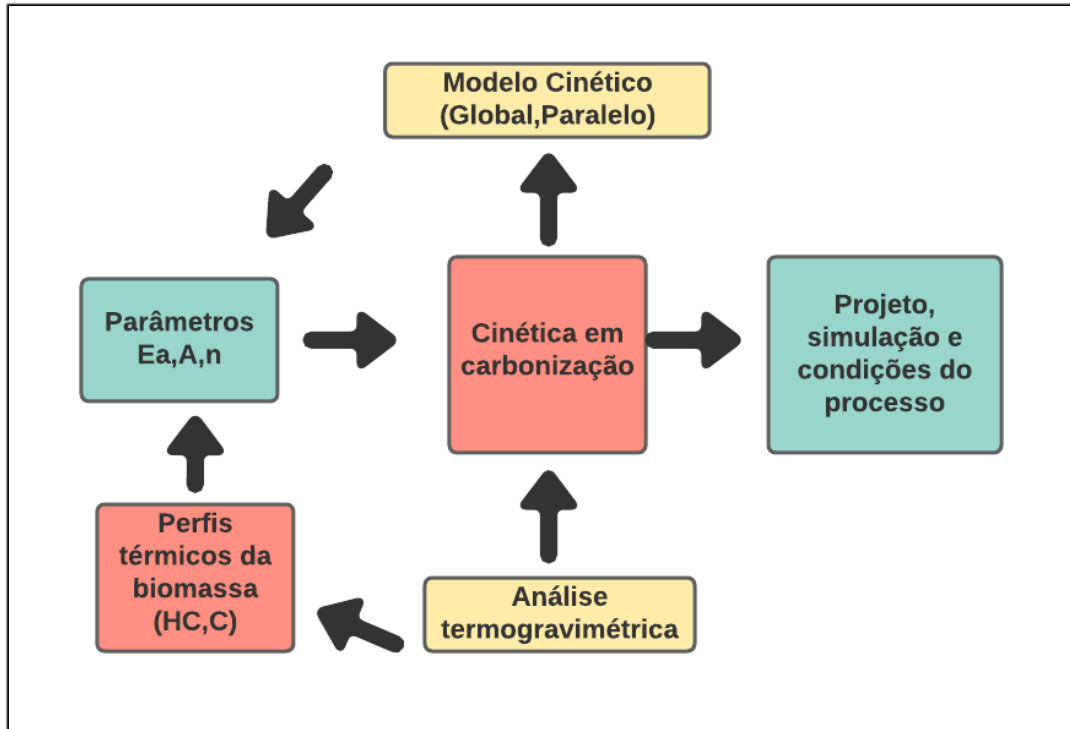 Modelo Cinético
(Global,Paralelo)
Parâmetros
Ea,A,n
Cinética em
carbonização
Projeto,
simulação e
condições do
processo
Perfis
térmicos da
biomassa
(HC,C)
Análise
termogravimétrica